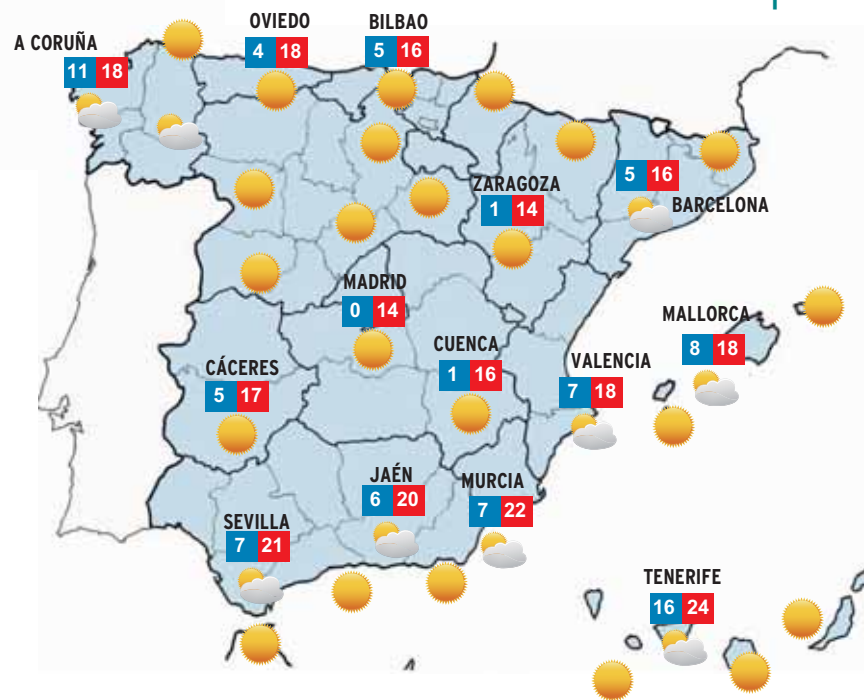 OVIEDO
4 18
BILBAO
5 16
A CORUÑA
11 18
ZARAGOZA
1 14
5 16
BARCELONA
MADRID
0 14
MALLORCA
8 18
CUENCA
1 16
VALENCIA
7 18
CÁCERES
5 17
JAÉN
6 20
MURCIA
7 22
SEVILLA
7 21
TENERIFE
16 24